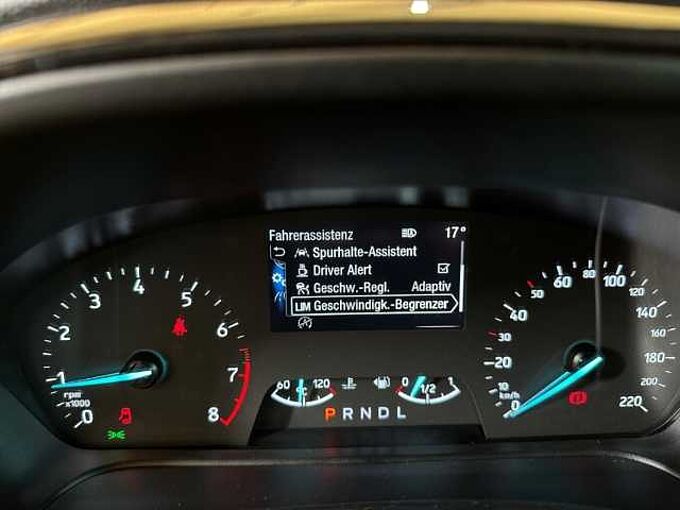 Fahrerassistenz 17°
Spurhalte-Assistent
Driver Alert
Geschw.-Regl. Adaptiv
LIM Geschwindigk.-Begrenzer
0 1 2 3 4 5 6 7 8
rpm
x1000
60 °C 120
0 1/2 1
P R N D L
0 10 20 30 40 50 60 80 100 120 140 160 180 200 220
km/h